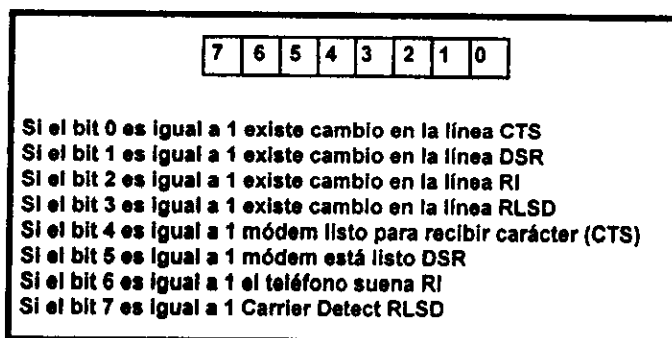 7 6 5 4 3 2 1 0
Si el bit 0 es igual a 1 existe cambio en la línea CTS
Si el bit 1 es igual a 1 existe cambio en la línea DSR
Si el bit 2 es igual a 1 existe cambio en la línea RI
Si el bit 3 es igual a 1 existe cambio en la línea RLSD
Si el bit 4 es igual a 1 módem listo para recibir carácter (CTS)
Si el bit 5 es igual a 1 módem está listo DSR
Si el bit 6 es igual a 1 el teléfono suena RI
Si el bit 7 es igual a 1 Carrier Detect RLSD